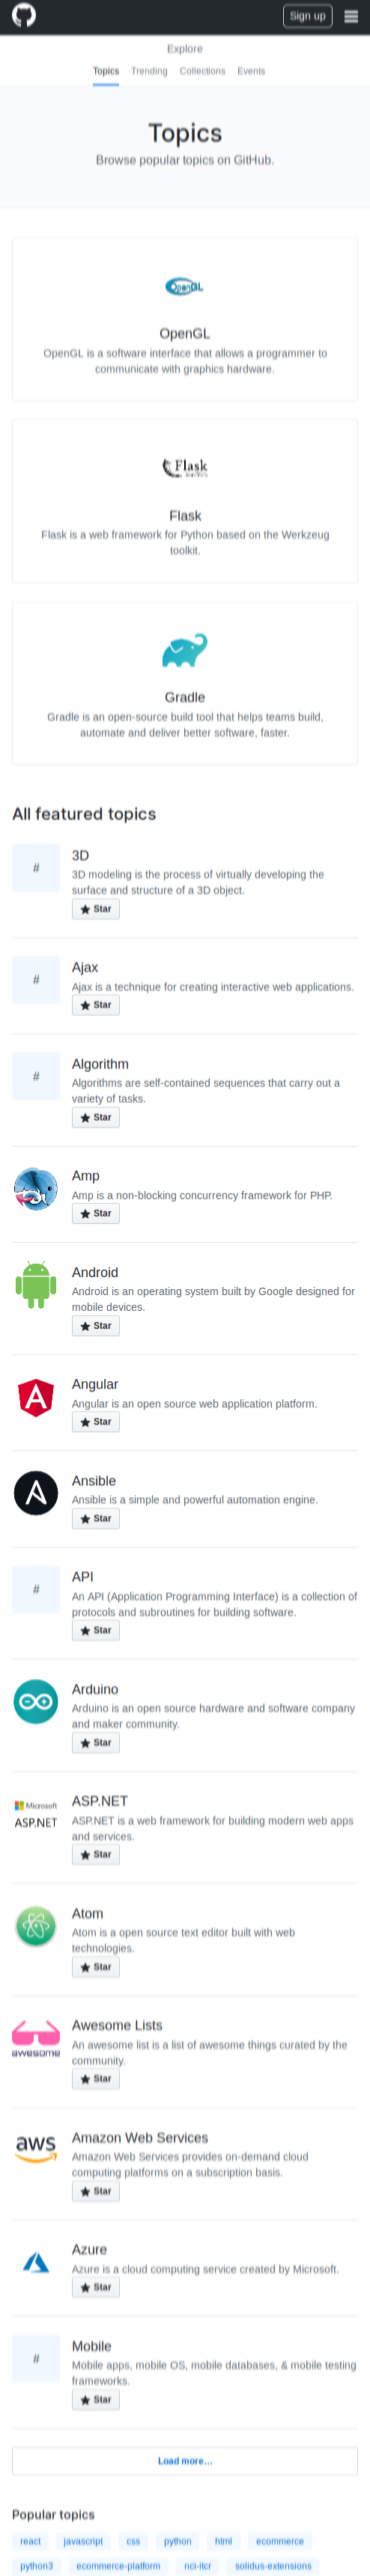 Sign up
Explore
Topics Trending Collections Events
Topics
Browse popular topics on GitHub.
OpenGL
OpenGL
OpenGL is a software interface that allows a programmer to
communicate with graphics hardware.
Flask
Flask
Flask is a web framework for Python based on the Werkzeug
toolkit.
Gradle
Gradle is an open-source build tool that helps teams build,
automate and deliver better software, faster.
All featured topics
#
3D
3D modeling is the process of virtually developing the
surface and structure of a 3D object.
Star
#
Ajax
Ajax is a technique for creating interactive web applications.
Star
#
Algorithm
Algorithms are self-contained sequences that carry out a
variety of tasks.
Star
Amp
Amp is a non-blocking concurrency framework for PHP.
Star
Android
Android is an operating system built by Google designed for
mobile devices.
Star
Angular
Angular is an open source web application platform.
Star
Ansible
Ansible is a simple and powerful automation engine.
Star
#
API
An API (Application Programming Interface) is a collection of
protocols and subroutines for building software.
Star
Arduino
Arduino is an open source hardware and software company
and maker community.
Star
Microsoft
ASP.NET
ASP.NET
ASP.NET is a web framework for building modern web apps
and services.
Star
Atom
Atom is a open source text editor built with web
technologies.
Star
awesome
Awesome Lists
An awesome list is a list of awesome things curated by the
community.
Star
aws
Amazon Web Services
Amazon Web Services provides on-demand cloud
computing platforms on a subscription basis.
Star
Azure
Azure is a cloud computing service created by Microsoft.
Star
#
Mobile
Mobile apps, mobile OS, mobile databases, & mobile testing
frameworks.
Star
Load more…
Popular topics
react javascript css python html ecommerce
python3 ecommerce-platform nci-itcr solidus-extensions